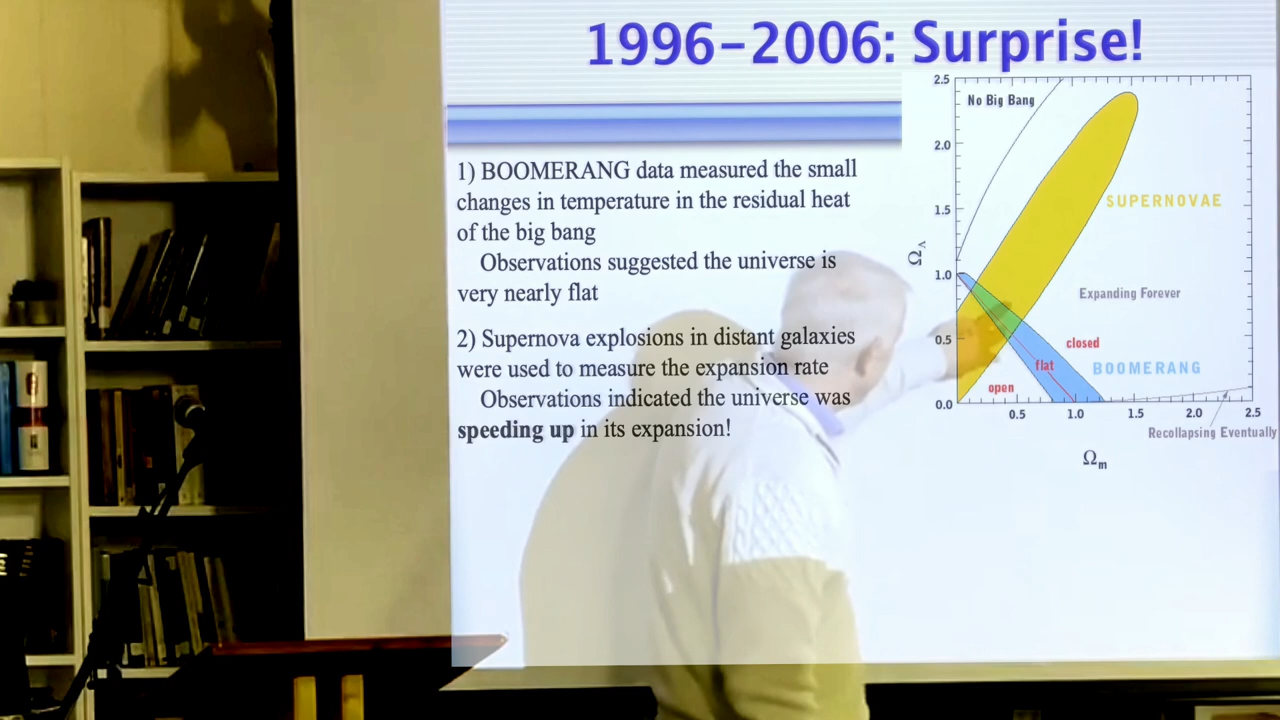 1996-2006: Surprise!
1) BOOMERANG data measured the small
changes in temperature in the residual heat
of the big bang
Observations suggested the universe is
very nearly flat
2) Supernova explosions in distant galaxies
were used to measure the expansion rate
Observations indicated the universe was
speeding up in its expansion!
2.5
No Big Bang
2.0
SUPERNOVAE
1.5
Ω_Λ
1.0
Expanding Forever
0.5
closed
flat
BOOMERANG
open
0.0
0.5 1.0 1.5 2.0 2.5
Recollapsing Eventually
Ωm